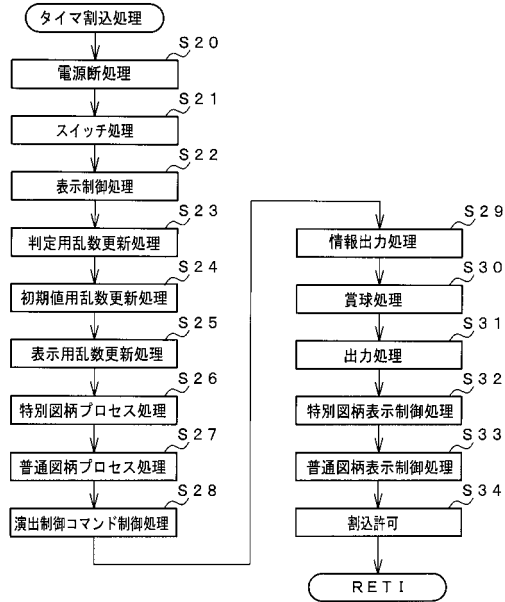 タイマ割込処理
S20
電源断処理
S21
スイッチ処理
S22
表示制御処理
S23
判定用乱数更新処理
S24
初期値用乱数更新処理
S25
表示用乱数更新処理
S26
特別図柄プロセス処理
S27
普通図柄プロセス処理
S28
演出制御コマンド制御処理
S29
情報出力処理
S30
賞球処理
S31
出力処理
S32
特別図柄表示制御処理
S33
普通図柄表示制御処理
S34
割込許可
RETI